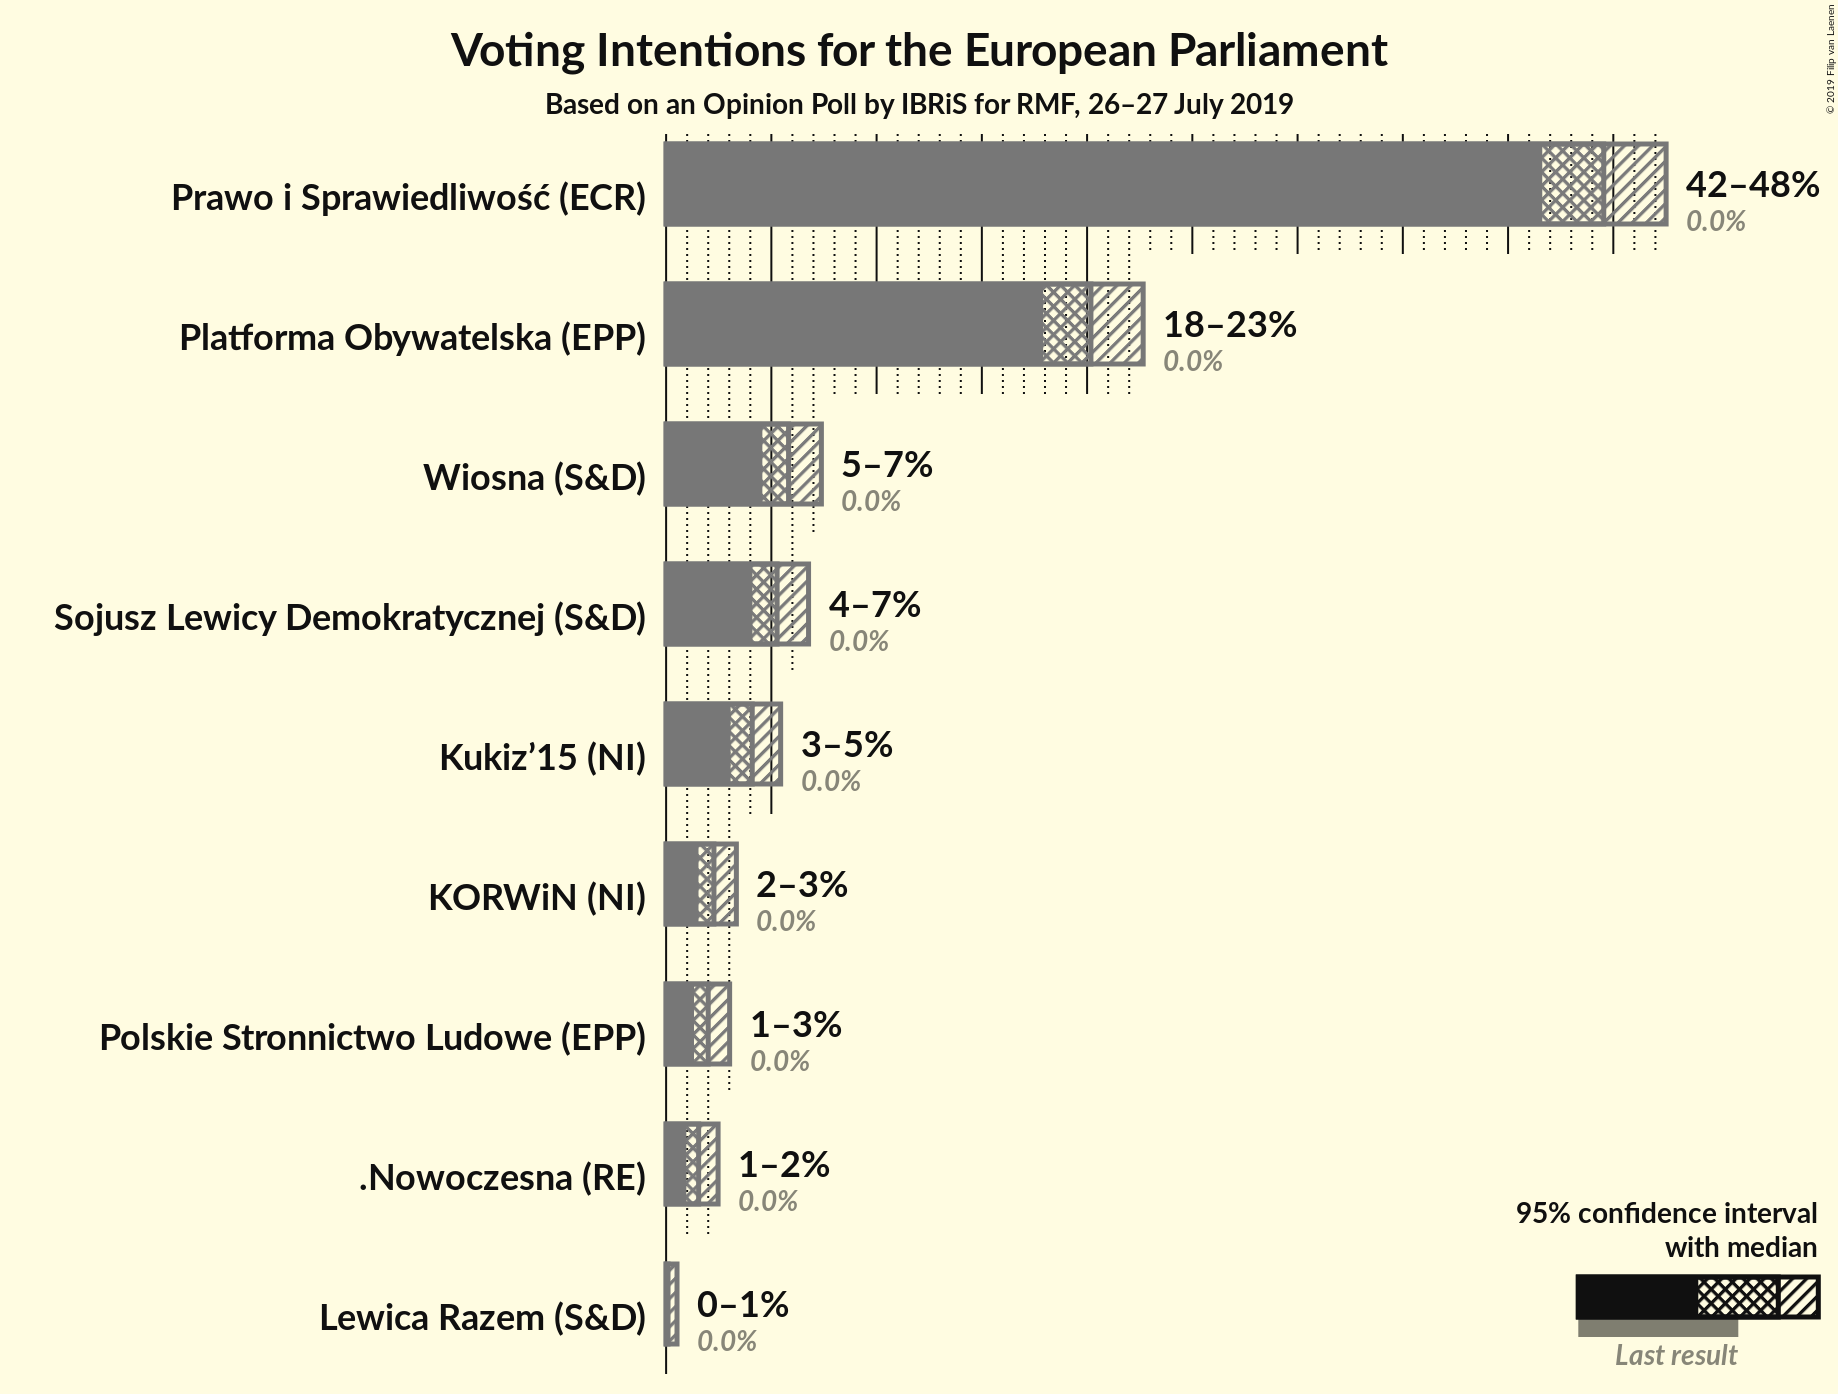 Voting Intentions for the European Parliament
Based on an Opinion Poll by IBRiS for RMF, 26–27 July 2019
© 2019 Filip van Laenen
Prawo i Sprawiedliwość (ECR)
42–48%
0.0%
Platforma Obywatelska (EPP)
18–23%
0.0%
Wiosna (S&D)
5–7%
0.0%
Sojusz Lewicy Demokratycznej (S&D)
4–7%
0.0%
Kukiz’15 (NI)
3–5%
0.0%
KORWiN (NI)
2–3%
0.0%
Polskie Stronnictwo Ludowe (EPP)
1–3%
0.0%
.Nowoczesna (RE)
1–2%
0.0%
Lewica Razem (S&D)
0–1%
0.0%
95% confidence interval
with median
Last result